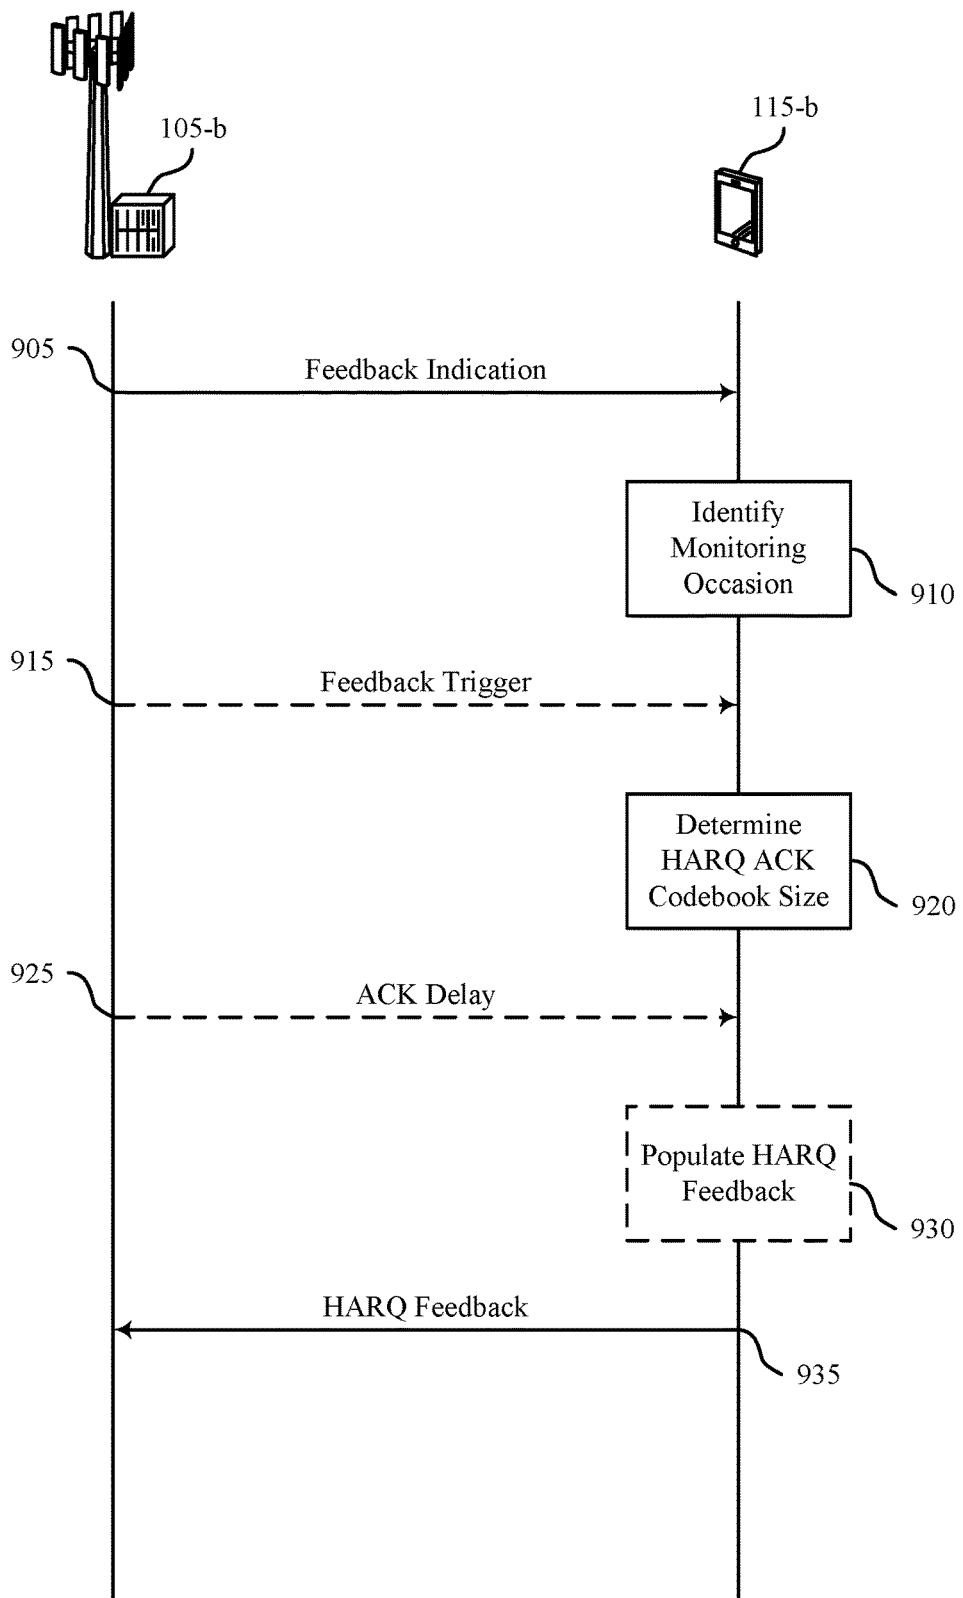 105-b
115-b
905
Feedback Indication
Identify
Monitoring
Occasion
910
915
Feedback Trigger
Determine
HARQ ACK
Codebook Size
920
925
ACK Delay
Populate HARQ
Feedback
930
HARQ Feedback
935